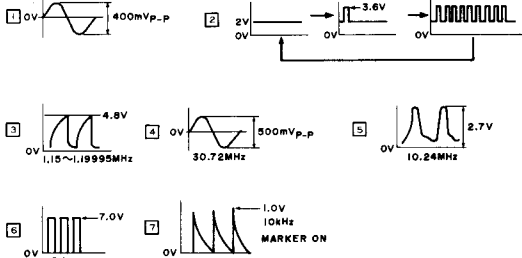 1 0V 400mVp-p
2 2V 0V 3.6V 0V 0V
3 4.8V 0V
1.15~1.19995MHz
4 0V 500mVp-p
30.72MHz
5 2.7V 0V
10.24MHz
6 7.0V 0V
7 1.0V
10kHz
MARKER ON
0V